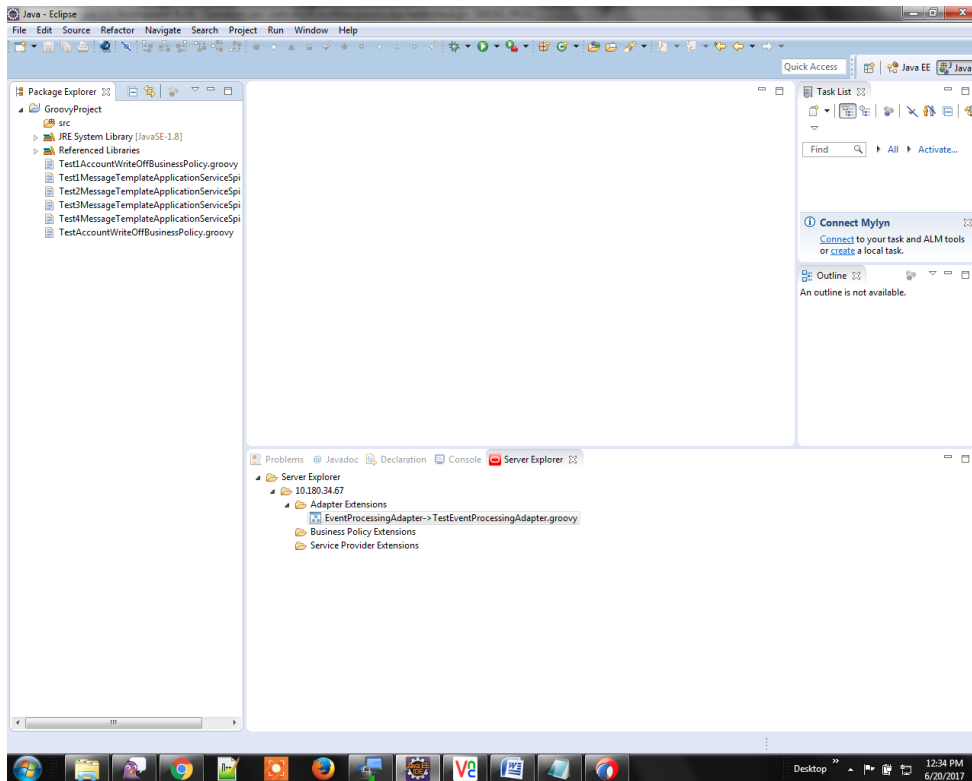 Java - Eclipse
File Edit Source Refactor Navigate Search Project Run Window Help
Quick Access
Java EE
Java
Package Explorer
GroovyProject
src
JRE System Library [JavaSE-1.8]
Referenced Libraries
Test1AccountWriteOffBusinessPolicy.groovy
Test1MessageTemplateApplicationServiceSpi
Test2MessageTemplateApplicationServiceSpi
Test3MessageTemplateApplicationServiceSpi
Test4MessageTemplateApplicationServiceSpi
TestAccountWriteOffBusinessPolicy.groovy
Task List
Find
All
Activate...
Connect Mylyn
Connect to your task and ALM tools
or create a local task.
Outline
An outline is not available.
Problems @ Javadoc Declaration Console Server Explorer
Server Explorer
10.180.34.67
Adapter Extensions
EventProcessingAdapter->TestEventProcessingAdapter.groovy
Business Policy Extensions
Service Provider Extensions
Java EE
IDE
Desktop
12:34 PM
6/20/2017